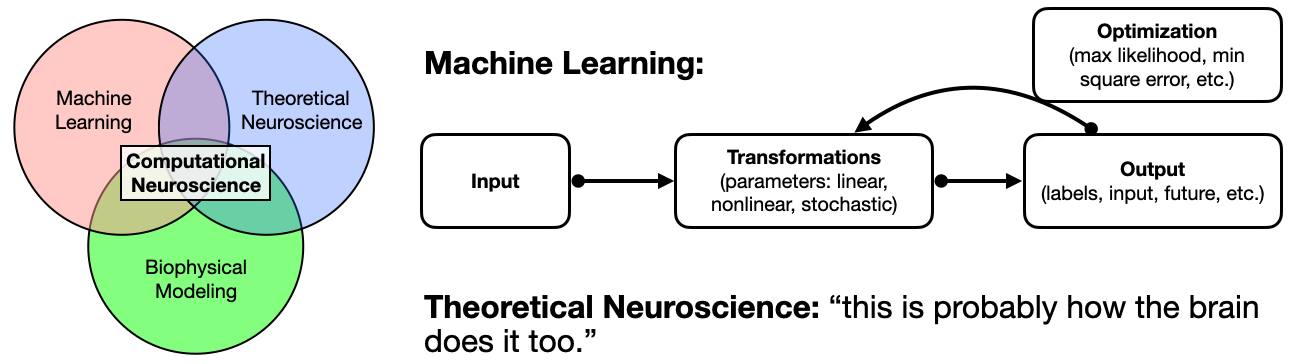 Machine
Learning
Theoretical
Neuroscience
Computational
Neuroscience
Biophysical
Modeling
Machine Learning:
Optimization
(max likelihood, min
square error, etc.)
Input
Transformations
(parameters: linear,
nonlinear, stochastic)
Output
(labels, input, future, etc.)
Theoretical Neuroscience: “this is probably how the brain
does it too.”